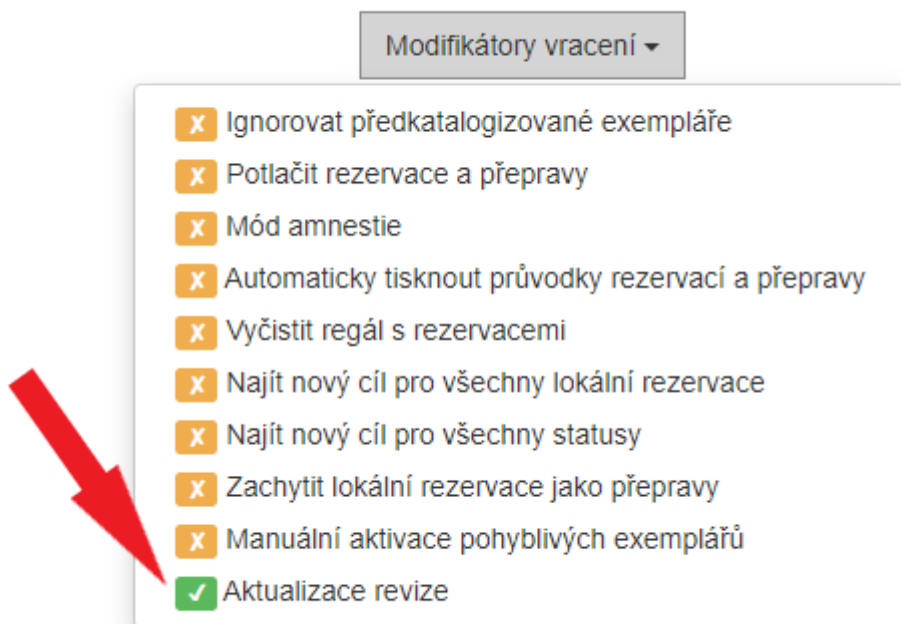 Modifikátory vracení
Ignorovat předkatalogizované exempláře
Potlačit rezervace a přepravy
Mód amnestie
Automaticky tisknout průvodky rezervací a přepravy
Vyčistit regál s rezervacemi
Najít nový cíl pro všechny lokální rezervace
Najít nový cíl pro všechny statusy
Zachytit lokální rezervace jako přepravy
Manuální aktivace pohyblivých exemplářů
Aktualizace revize